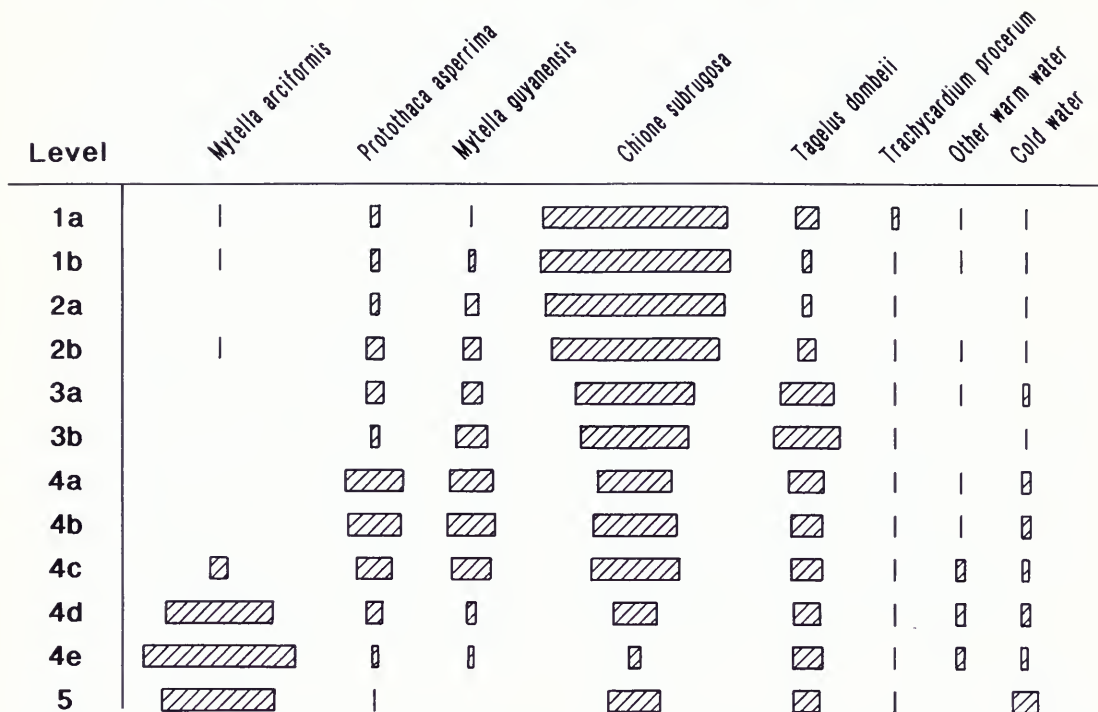 Mytella arciformis
Protothaca asperrima
Mytella guyanensis
Chione subrugosa
Tagelus dombeii
Trachycardium procerum
Other warm water
Cold water
Level
1a
1b
2a
2b
3a
3b
4a
4b
4c
4d
4e
5